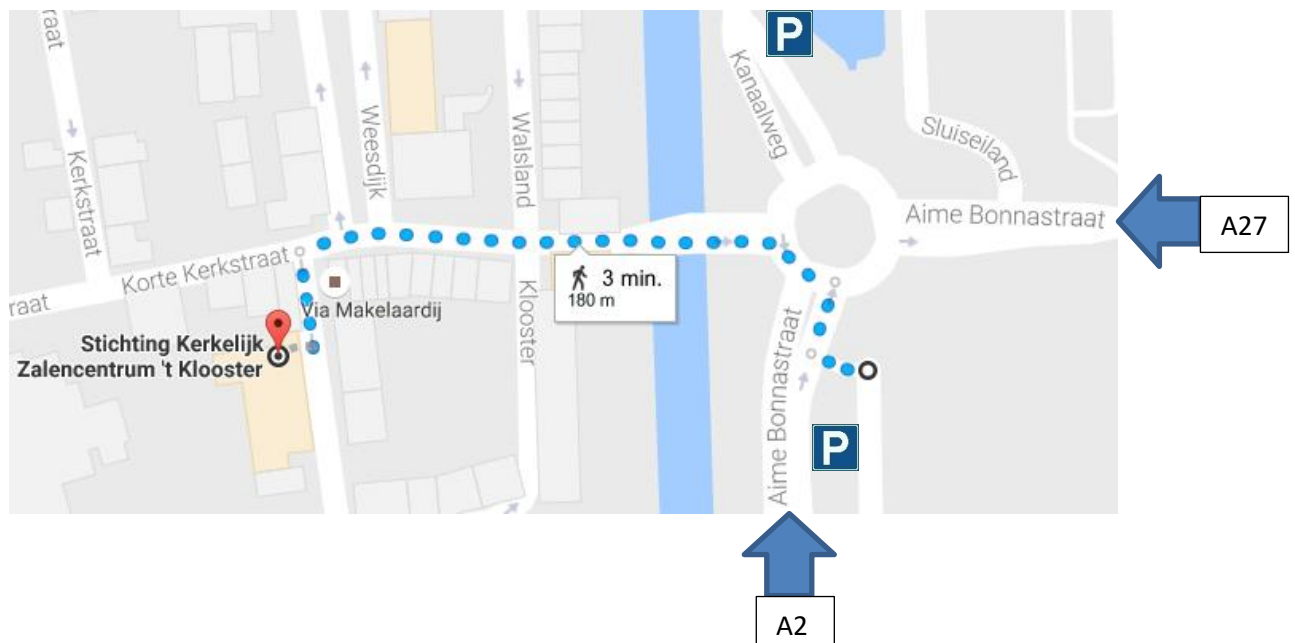 P
raat
Kerkstraat
Weesdijk
Walsland
Kanaalweg
Sluiseiland
Aime Bonnastraat
A27
Korte Kerkstraat
raat
3 min.
180 m
Via Makelaardij
Klooster
Stichting Kerkelijk
Zalencentrum 't Klooster
Aime Bonnastraat
P
A2